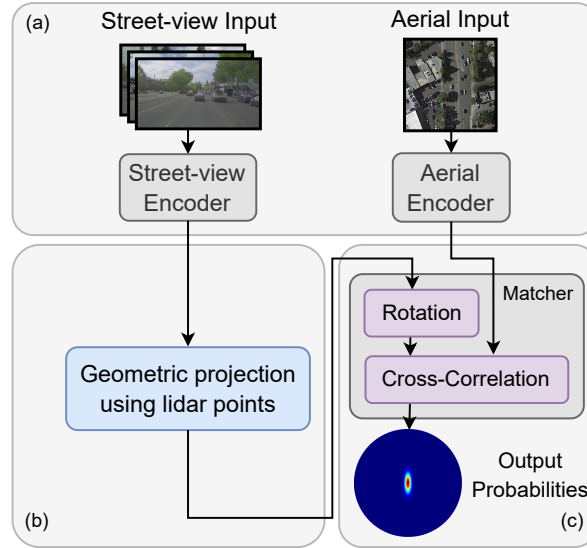 (a)
Street-view Input
Aerial Input
Street-view
Encoder
Aerial
Encoder
Matcher
Rotation
Cross-Correlation
Geometric projection
using lidar points
Output
Probabilities
(b)
(c)